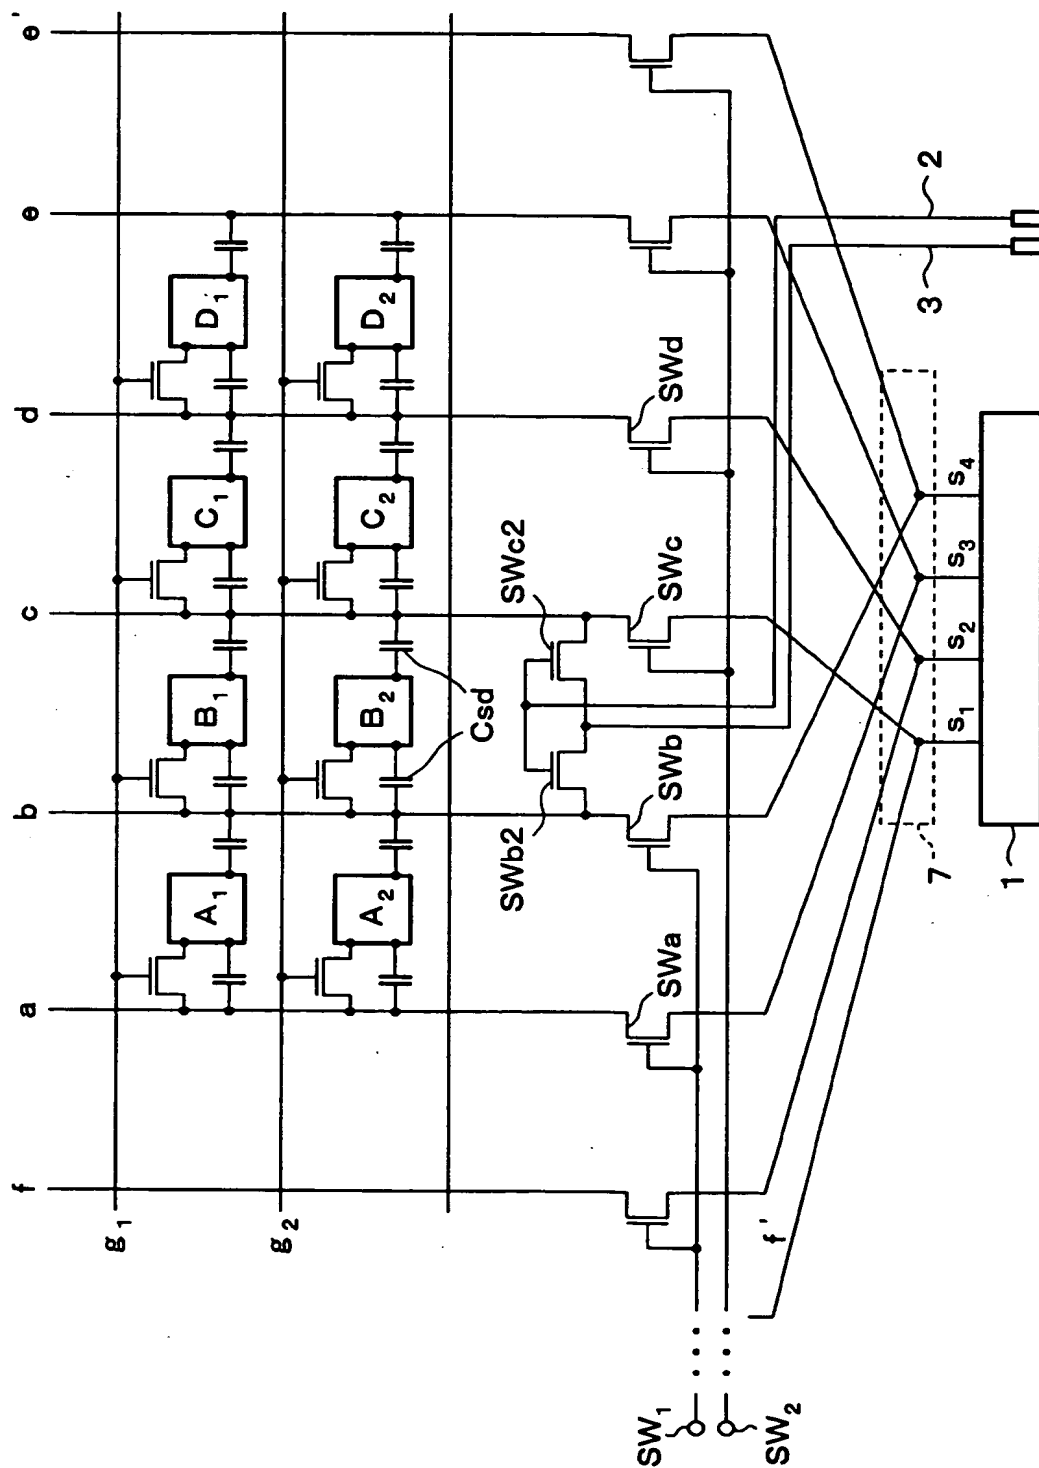 f a b c d e e'
g₁
A₁ B₁ C₁ D₁
g₂
A₂ B₂ C₂ D₂
Csd
SWb2 SWc2
SWa SWb SWc SWd
SW₁
SW₂
f'
3 2
7
s₁ s₂ s₃ s₄
1